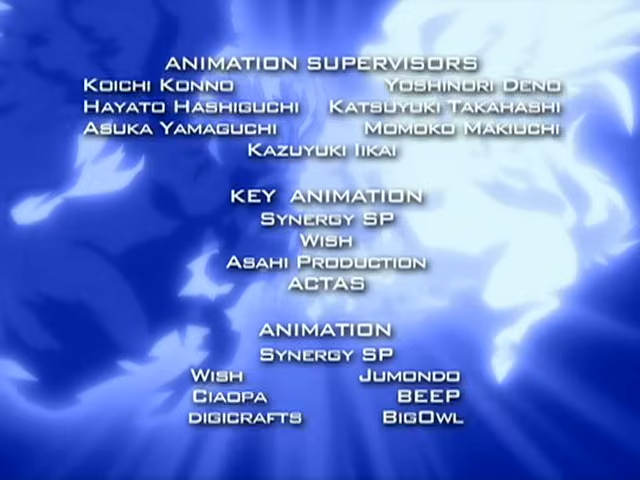 ANIMATION SUPERVISORS
KOICHI KONNO YOSHINORI DENO
HAYATO HASHIGUCHI KATSUYUKI TAKAHASHI
ASUKA YAMAGUCHI MOMOKO MAKIUCHI
KAZUYUKI IIKAI
KEY ANIMATION
SYNERGY SP
WISH
ASAHI PRODUCTION
ACTAS
ANIMATION
SYNERGY SP
WISH JUMONDO
CIAOPA BEEP
DIGICRAFTS BIGOWL